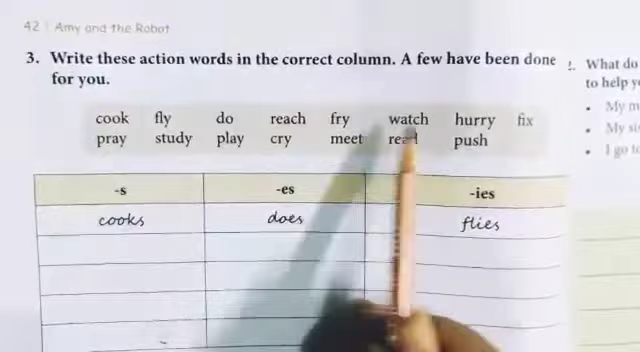 42 | Amy and the Robot
3. Write these action words in the correct column. A few have been done
for you.
cook fly do reach fry watch hurry fix
pray study play cry meet read push
-s -es -ies
cooks does flies
What do
to help
• My
• My
• I go